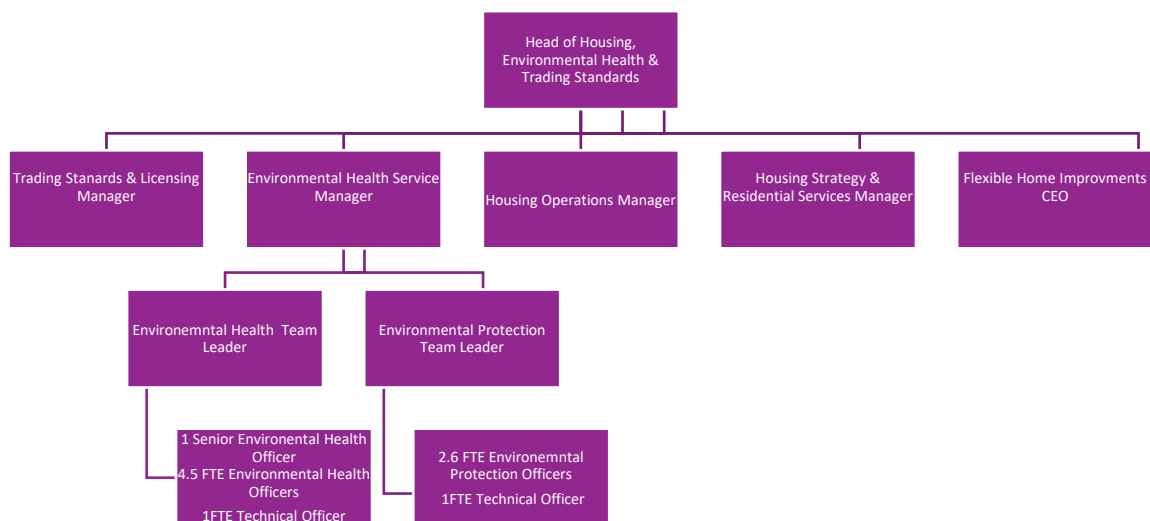 Head of Housing,
Environmental Health &
Trading Standards
Trading Stanards & Licensing
Manager
Environmental Health Service
Manager
Housing Operations Manager
Housing Strategy &
Residential Services Manager
Flexible Home Improvments
CEO
Environemntal Health Team
Leader
Environmental Protection
Team Leader
1 Senior Environental Health
Officer
4.5 FTE Environmental Health
Officers
1FTE Technical Officer
2.6 FTE Environemntal
Protection Officers
1FTE Technical Officer